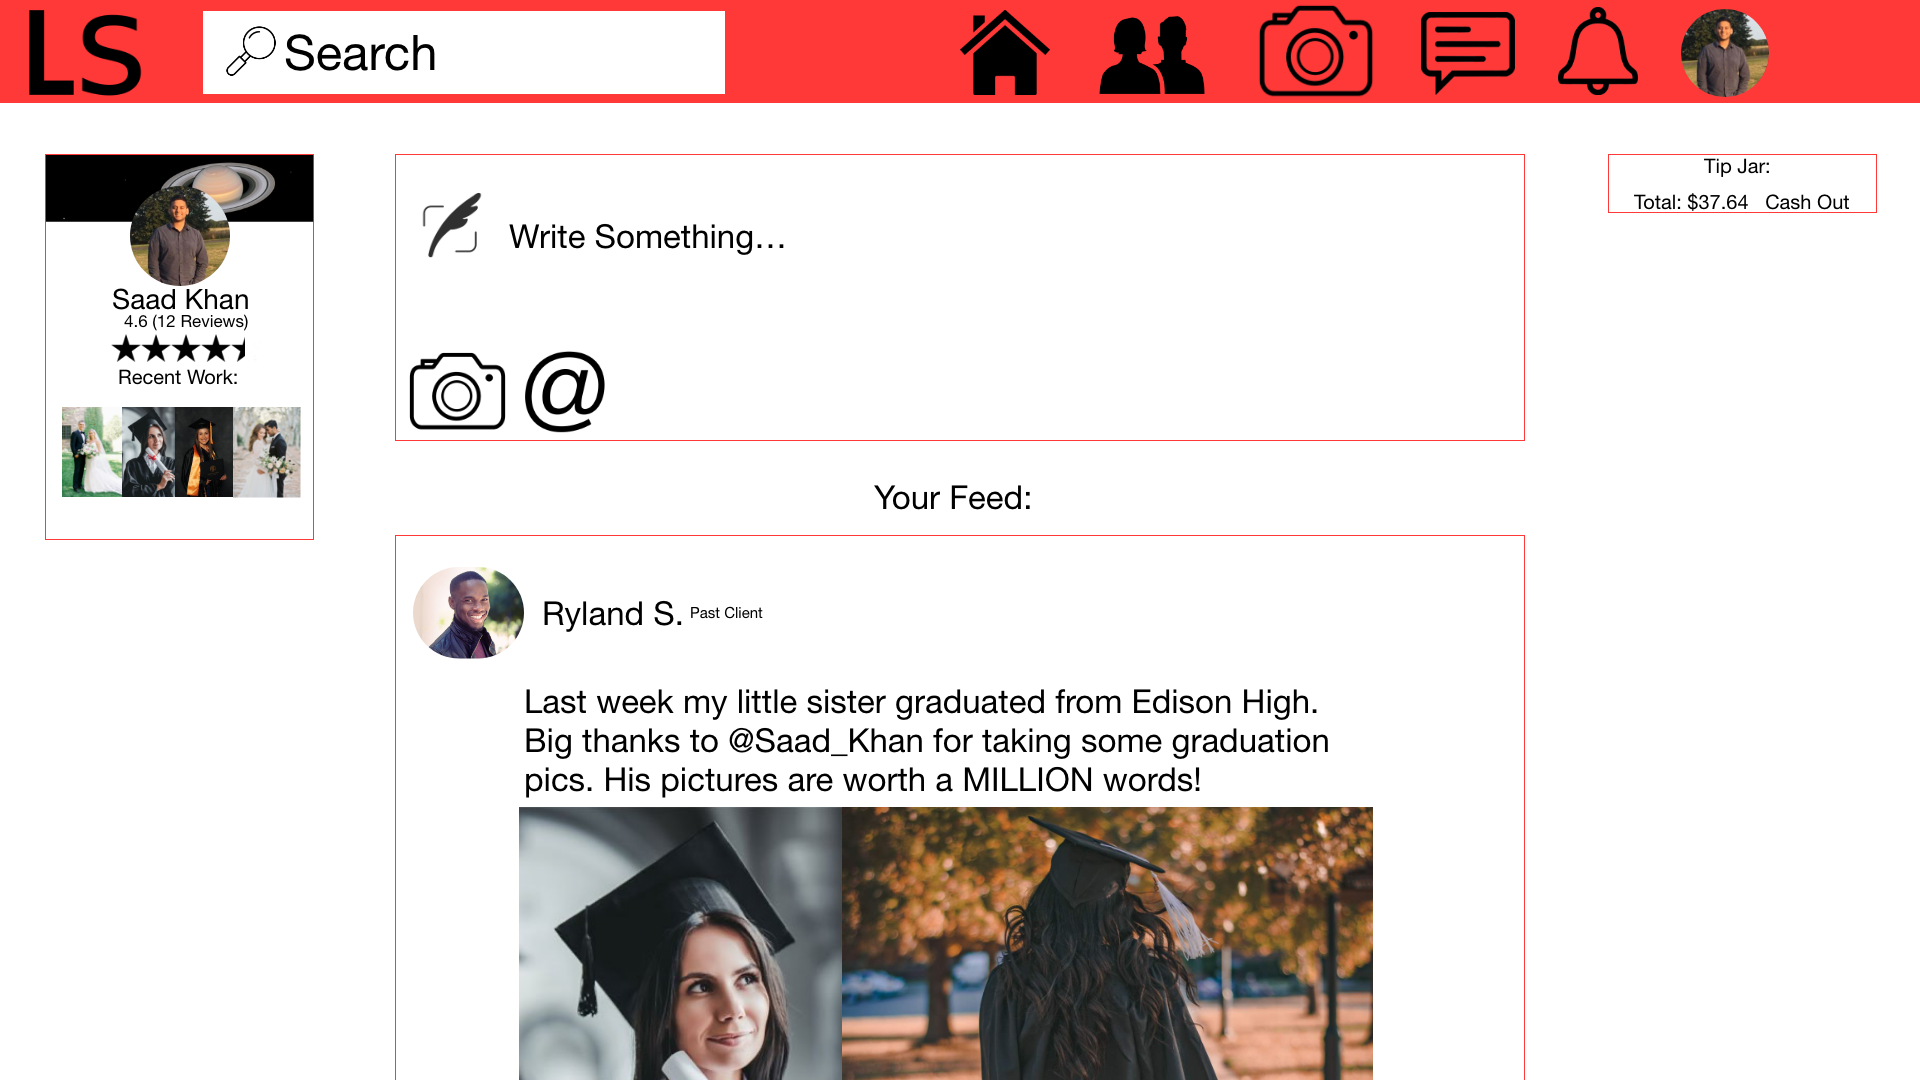 LS
Search
Tip Jar:
Total: $37.64 Cash Out
Write Something...
@
Saad Khan
4.6 (12 Reviews)
Recent Work:
Your Feed:
Ryland S. Past Client
Last week my little sister graduated from Edison High.
Big thanks to @Saad_Khan for taking some graduation
pics. His pictures are worth a MILLION words!